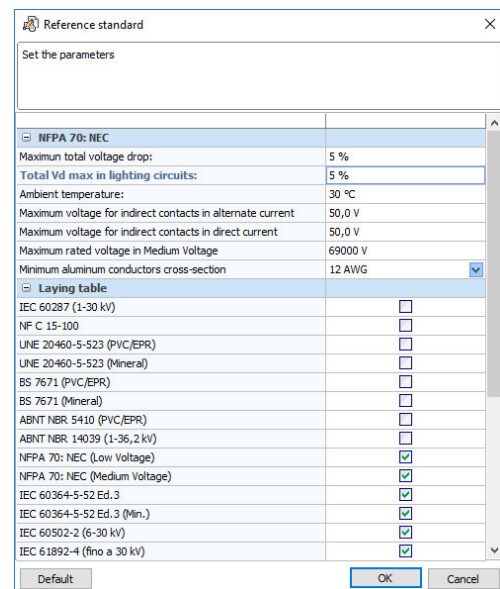 Reference standard
Set the parameters
NFPA 70: NEC
Maximun total voltage drop: 5 %
Total Vd max in lighting circuits: 5 %
Ambient temperature: 30 ºC
Maximum voltage for indirect contacts in alternate current 50,0 V
Maximum voltage for indirect contacts in direct current 50,0 V
Maximum rated voltage in Medium Voltage 69000 V
Minimum aluminum conductors cross-section 12 AWG
Laying table
IEC 60287 (1-30 kV)
NF C 15-100
UNE 20460-5-523 (PVC/EPR)
UNE 20460-5-523 (Mineral)
BS 7671 (PVC/EPR)
BS 7671 (Mineral)
ABNT NBR 5410 (PVC/EPR)
ABNT NBR 14039 (1-36,2 kV)
NFPA 70: NEC (Low Voltage)
NFPA 70: NEC (Medium Voltage)
IEC 60364-5-52 Ed.3
IEC 60364-5-52 Ed.3 (Min.)
IEC 60502-2 (6-30 kV)
IEC 61892-4 (fino a 30 kV)
Default OK Cancel